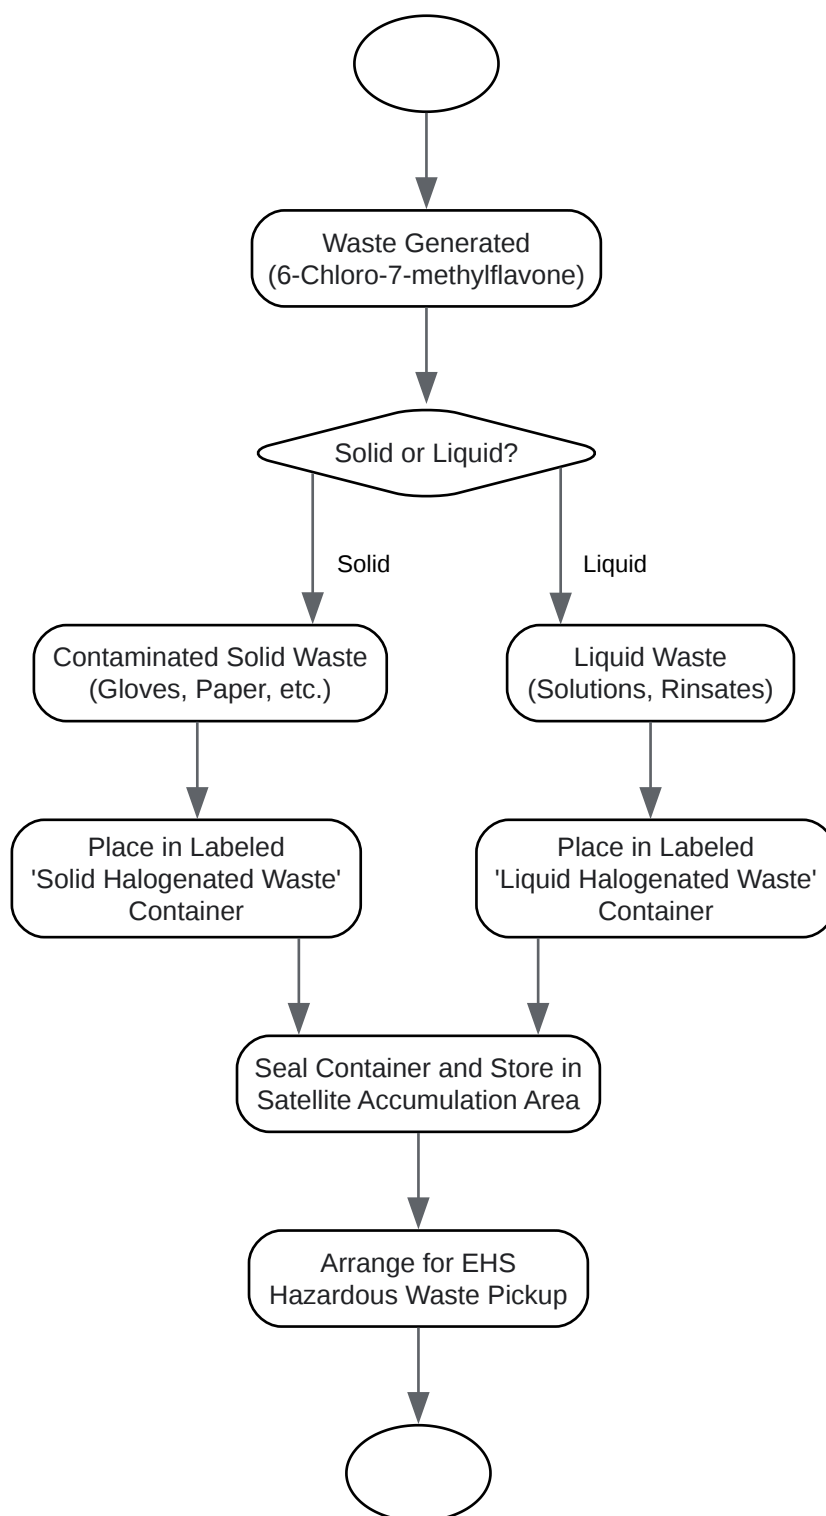 Waste Generated
(6-Chloro-7-methylflavone)
Solid or Liquid?
Solid
Liquid
Contaminated Solid Waste
(Gloves, Paper, etc.)
Liquid Waste
(Solutions, Rinsates)
Place in Labeled
'Solid Halogenated Waste'
Container
Place in Labeled
'Liquid Halogenated Waste'
Container
Seal Container and Store in
Satellite Accumulation Area
Arrange for EHS
Hazardous Waste Pickup